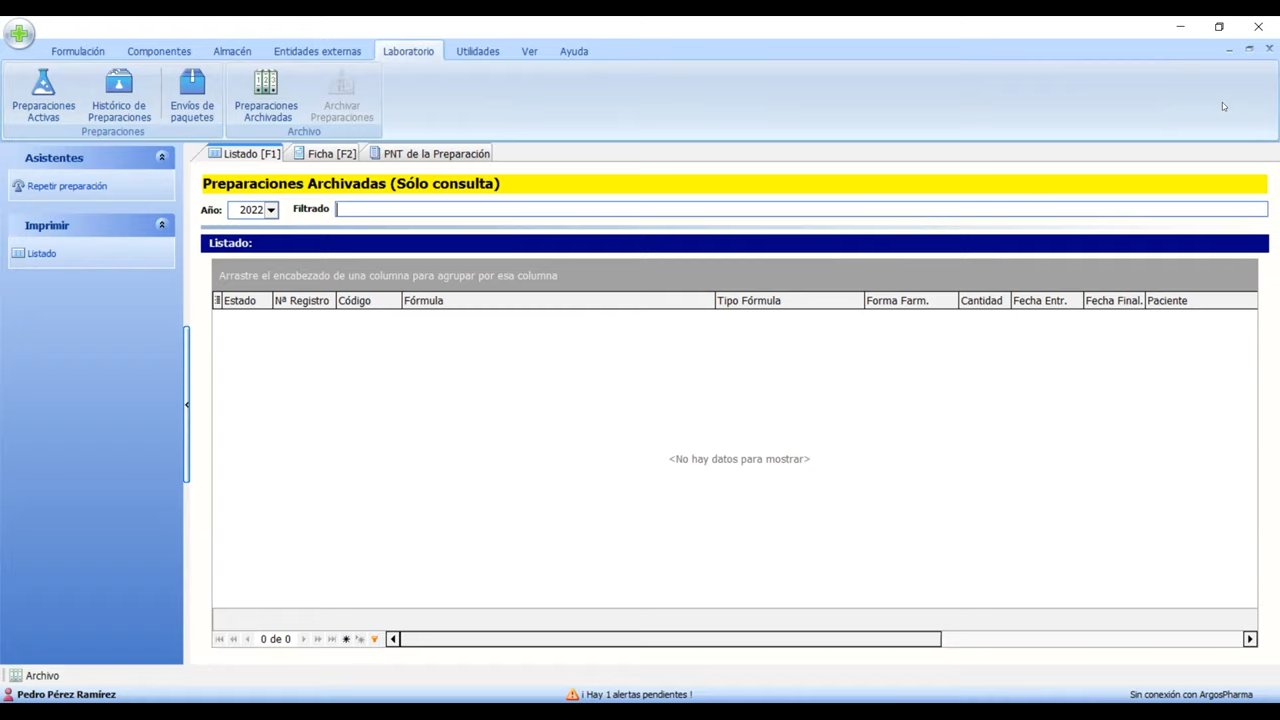 Formulación Componentes Almacén Entidades externas Laboratorio Utilidades Ver Ayuda
Preparaciones Activas
Histórico de Preparaciones
Envíos de paquetes
Preparaciones Archivadas
Archivar Preparaciones
Preparaciones Archivo
Asistentes
Repetir preparación
Imprimir
Listado
Listado [F1] Ficha [F2] PNT de la Preparación
Preparaciones Archivadas (Sólo consulta)
Año: 2022 Filtrado
Listado:
Arrastre el encabezado de una columna para agrupar por esa columna
Estado Nª Registro Código Fórmula Tipo Fórmula Forma Farm. Cantidad Fecha Entr. Fecha Final. Paciente
<No hay datos para mostrar>
0 de 0
Archivo
Pedro Pérez Ramírez ¡ Hay 1 alertas pendientes ! Sin conexión con ArgosPharma